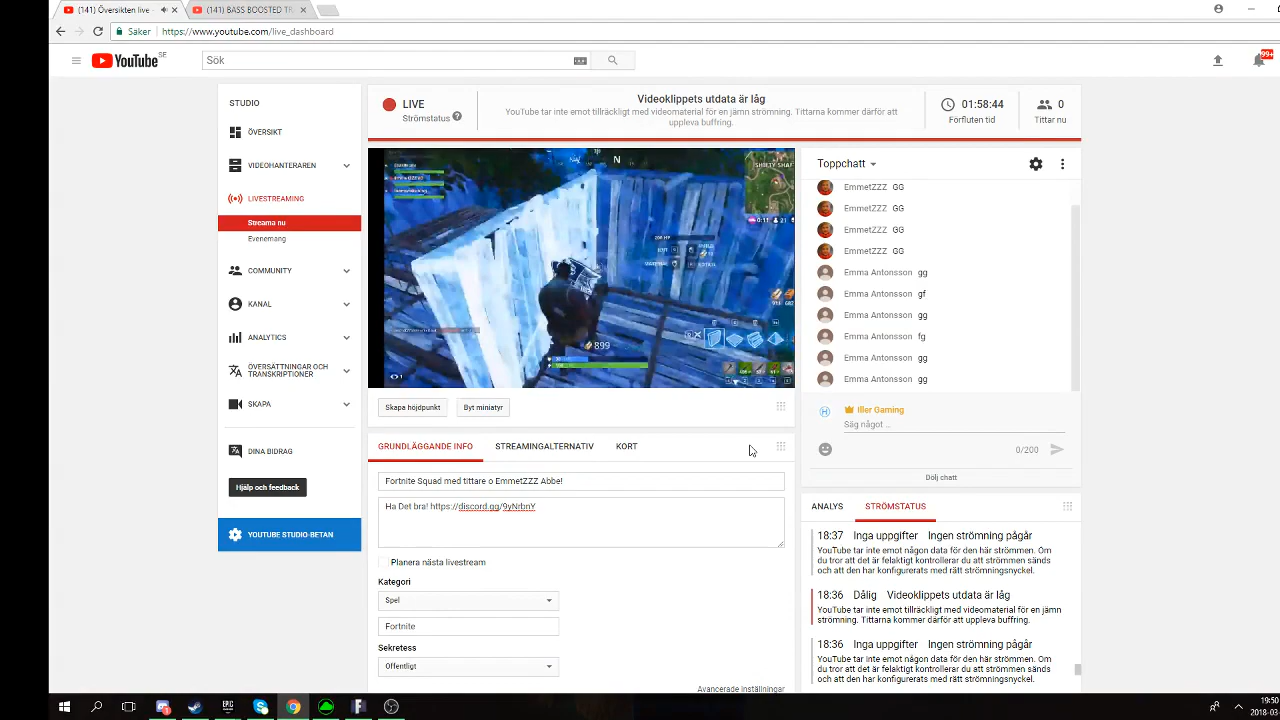 (141) Översikten live -
(141) BASS BOOSTED TR
Säker
https://www.youtube.com/live_dashboard
YouTube SE
Sök
99+
STUDIO
ÖVERSIKT
VIDEOHANTERAREN
LIVESTREAMING
Streama nu
Evenemang
COMMUNITY
KANAL
ANALYTICS
ÖVERSÄTTNINGAR OCH
TRANSKRIPTIONER
SKAPA
DINA BIDRAG
Hjälp och feedback
YOUTUBE STUDIO-BETAN
LIVE
Strömstatus
Videoklippets utdata är låg
YouTube tar inte emot tillräckligt med videomaterial för en jämn strömning. Tittarna kommer därför att
uppleva buffring.
01:58:44
Förfluten tid
0
Tittar nu
N
SHIFTY SHAF
0:11
21
899
Skapa höjdpunkt
Byt miniatyr
GRUNDLÄGGANDE INFO
STREAMINGALTERNATIV
KORT
Fortnite Squad med tittare o EmmetZZZ Abbe!
Ha Det bra! https://discord.gg/9yNrbnY
Planera nästa livestream
Kategori
Spel
Fortnite
Sekretess
Offentligt
Avancerade inställningar
Toppchatt
EmmetZZZ GG
EmmetZZZ GG
EmmetZZZ GG
EmmetZZZ GG
Emma Antonsson gg
Emma Antonsson gf
Emma Antonsson gg
Emma Antonsson fg
Emma Antonsson gg
Emma Antonsson gg
Iller Gaming
Säg något ...
0/200
Dölj chatt
ANALYS
STRÖMSTATUS
18:37 Inga uppgifter Ingen strömning pågår
YouTube tar inte emot någon data för den här strömmen. Om
du tror att det är felaktigt kontrollerar du att strömmen sänds
och att den har konfigurerats med rätt strömningsnyckel.
18:36 Dålig Videoklippets utdata är låg
YouTube tar inte emot tillräckligt med videomaterial för en jämn
strömning. Tittarna kommer därför att uppleva buffring.
18:36 Inga uppgifter Ingen strömning pågår
YouTube tar inte emot någon data för den här strömmen. Om
du tror att det är felaktigt kontrollerar du att strömmen sänds
och att den har konfigurerats med rätt strömningsnyckel.
EPIC
19:50
2018-03-